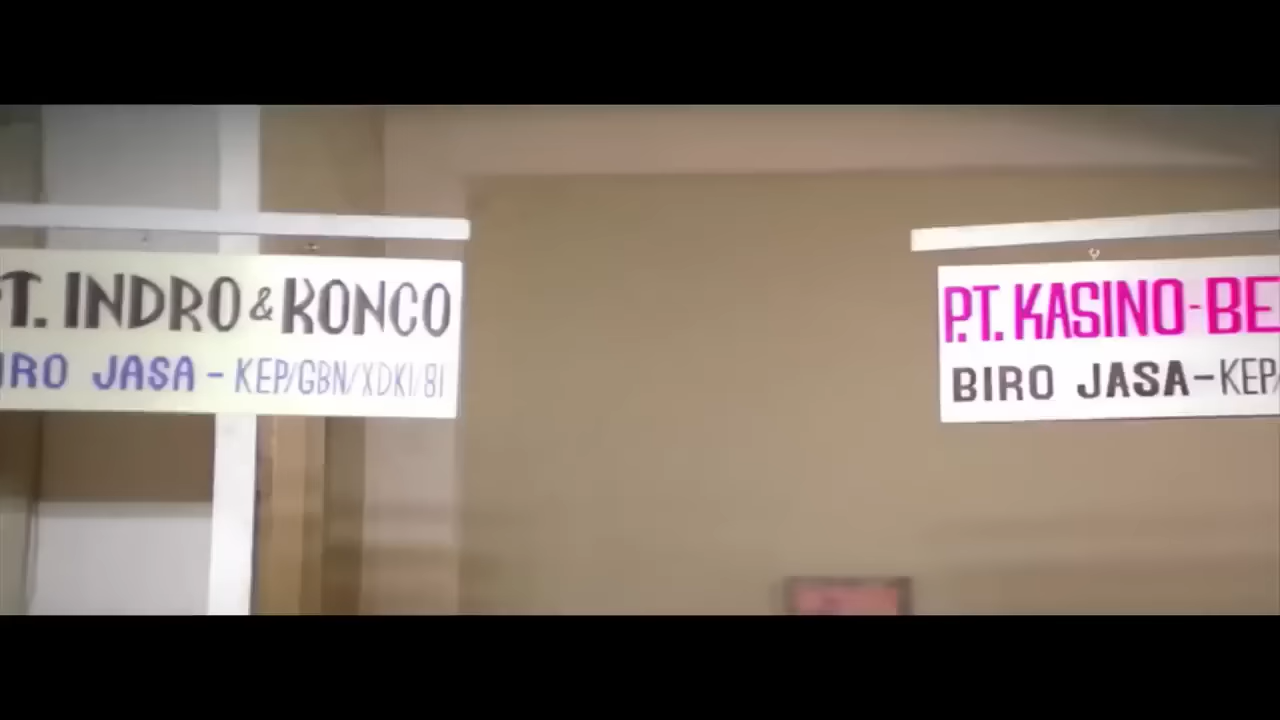 T. INDRO & KONCO
IRO JASA - KEP/GBN/XDKI/81
P.T. KASINO-BE
BIRO JASA-KEP/